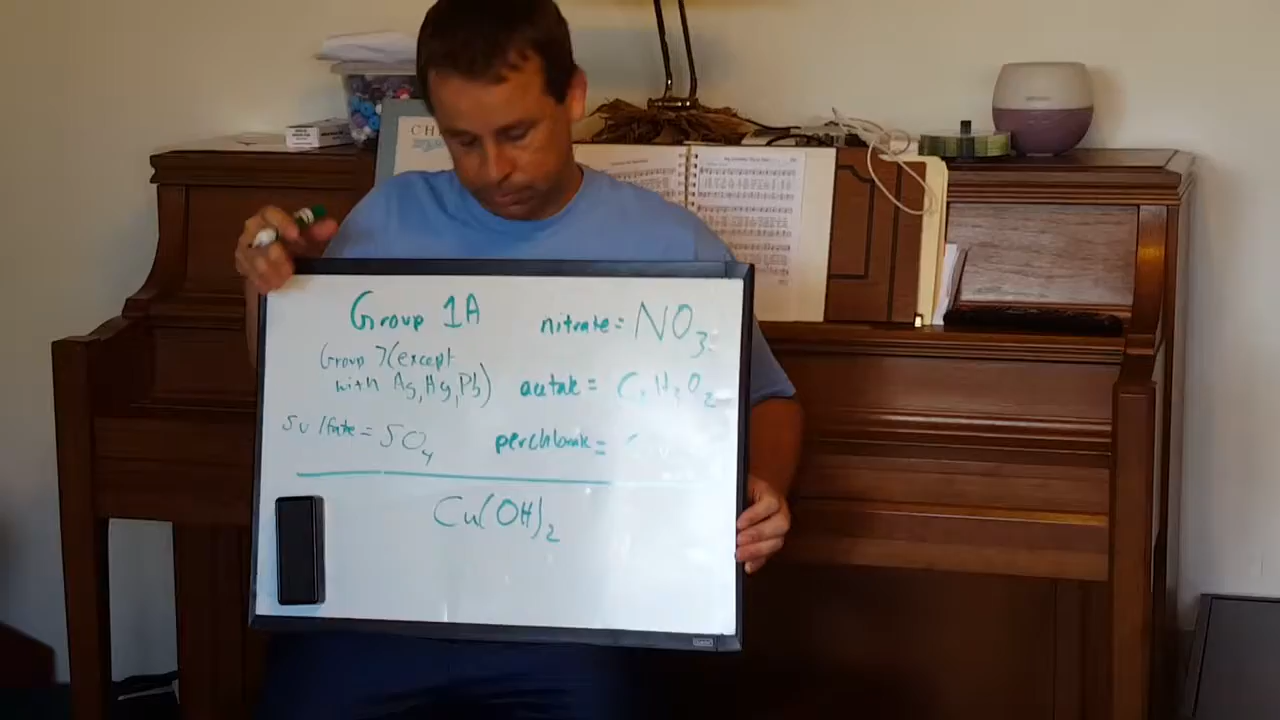 Group 1A
nitrate = NO3
Group 7 (except
with Ag, Hg, Pb)
acetate = C2H3O2
sulfate = SO4
perchlorate =
Cu(OH)2